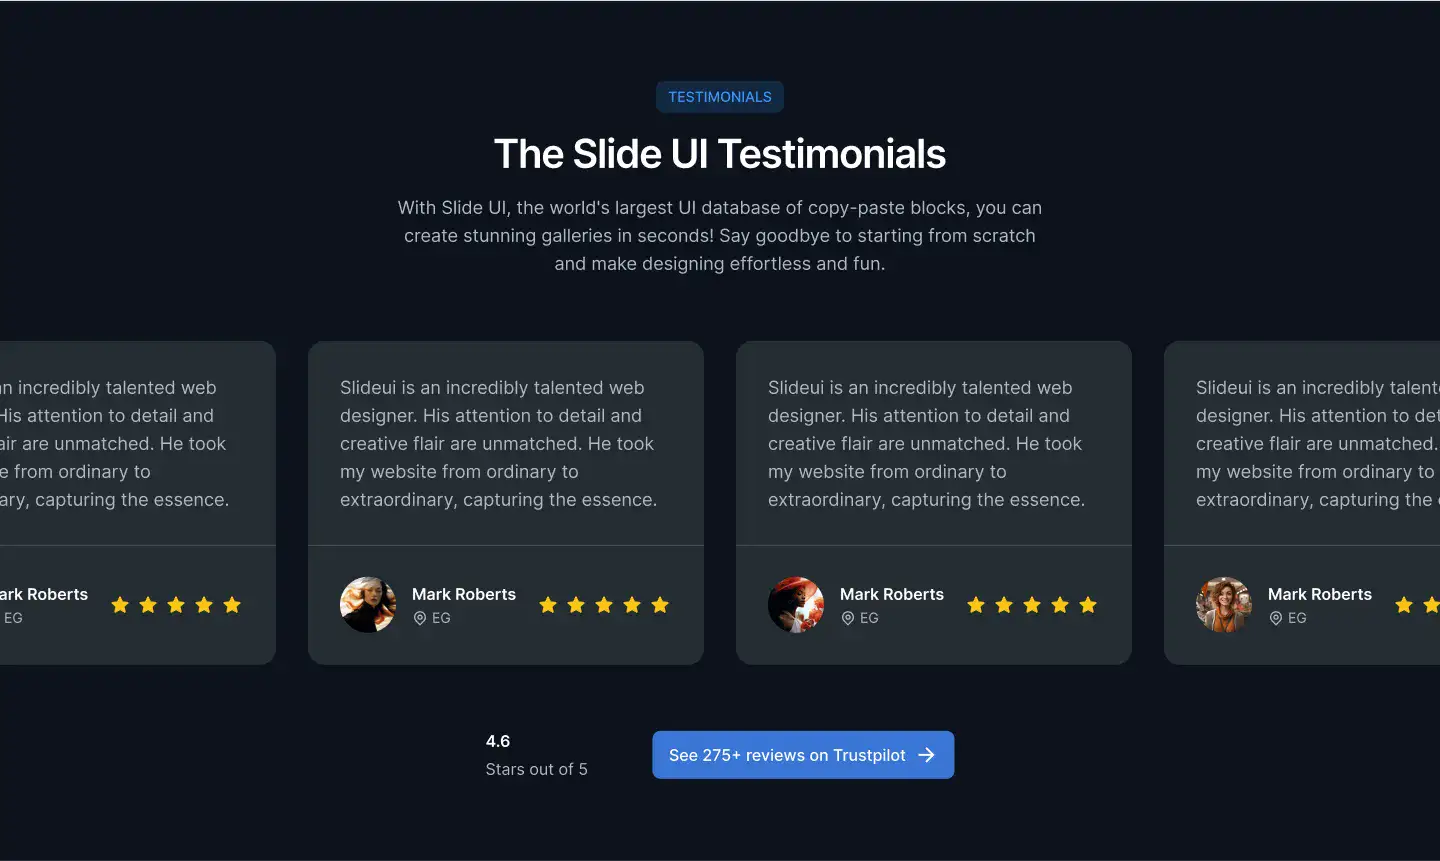 TESTIMONIALS
The Slide UI Testimonials
With Slide UI, the world's largest UI database of copy-paste blocks, you can
create stunning galleries in seconds! Say goodbye to starting from scratch
and make designing effortless and fun.
an incredibly talented web
His attention to detail and
air are unmatched. He took
e from ordinary to
ary, capturing the essence.
ark Roberts
EG
Slideui is an incredibly talented web
designer. His attention to detail and
creative flair are unmatched. He took
my website from ordinary to
extraordinary, capturing the essence.
Mark Roberts
EG
Slideui is an incredibly talented web
designer. His attention to detail and
creative flair are unmatched. He took
my website from ordinary to
extraordinary, capturing the essence.
Mark Roberts
EG
Slideui is an incredibly talent
designer. His attention to det
creative flair are unmatched.
my website from ordinary to
extraordinary, capturing the
Mark Roberts
EG
4.6
Stars out of 5
See 275+ reviews on Trustpilot